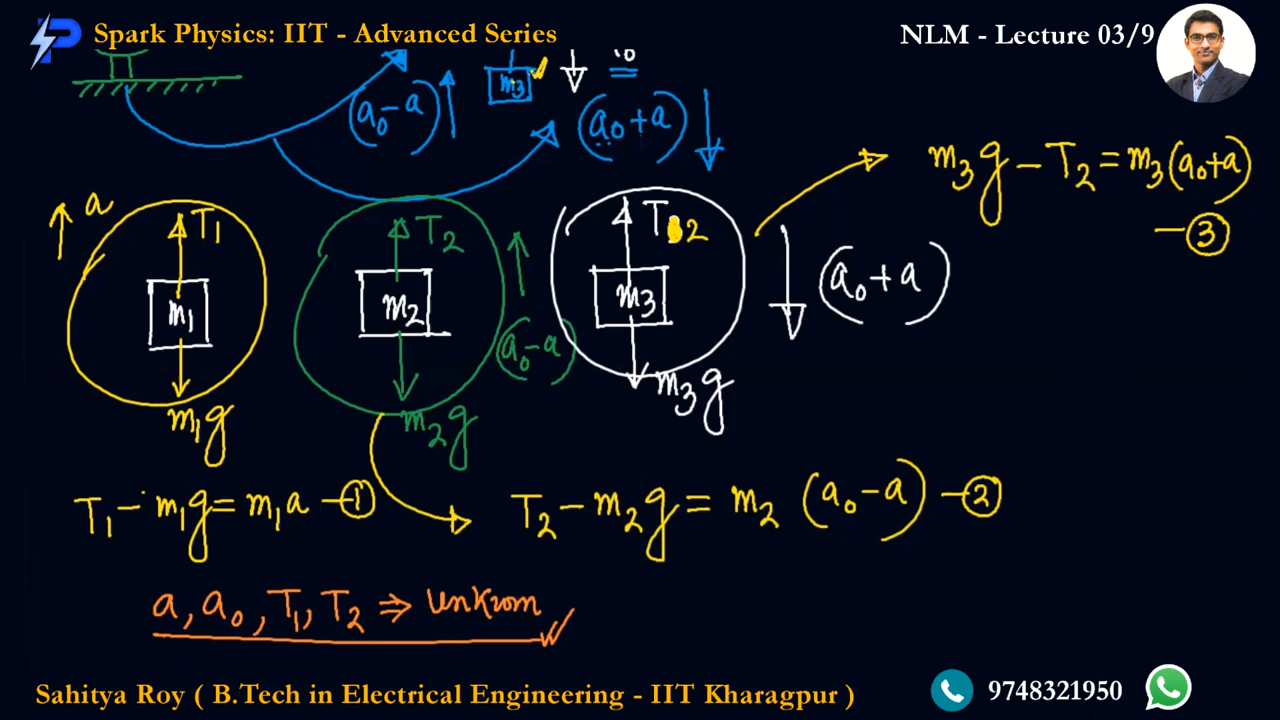 Spark Physics: IIT - Advanced Series
NLM - Lecture 03/9
m3
(a₀-a)
(a₀+a)
m₃g - T₂ = m₃(a₀+a)
- ③
a
T₁
T₂
T 2
m₁
m₂
m3
(a₀+a)
(a₀-a)
m₁g
m₂g
m₃g
T₁ - m₁g = m₁a - ①
T₂ - m₂g = m₂ (a₀-a) - ②
a, a₀, T₁, T₂ ⇒ Unknown
Sahitya Roy ( B.Tech in Electrical Engineering - IIT Kharagpur )
9748321950